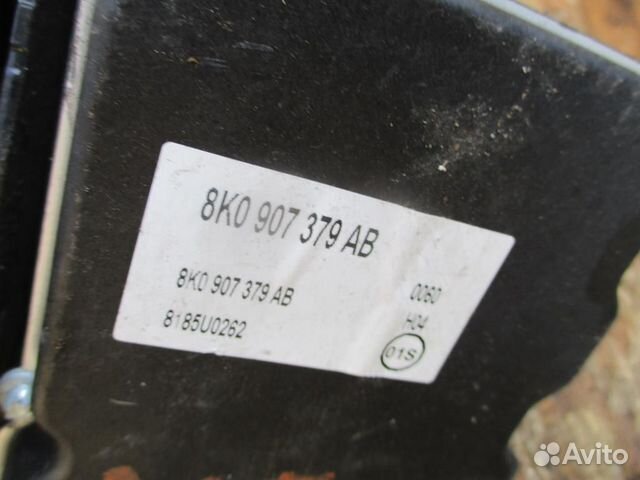 8K0 907 379 AB
8K0 907 379 AB 0060
8185U0262 H04
01S
Avito